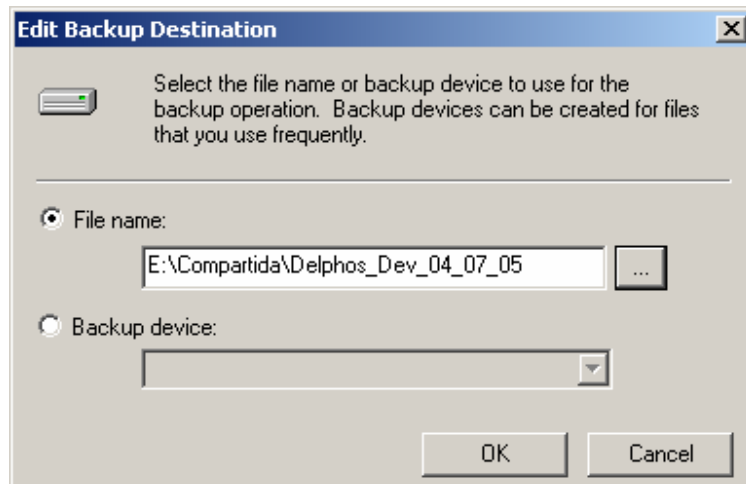 Edit Backup Destination
Select the file name or backup device to use for the
backup operation.  Backup devices can be created for files
that you use frequently.
File name:
E:\Compartida\Delphos_Dev_04_07_05
...
Backup device:
OK
Cancel